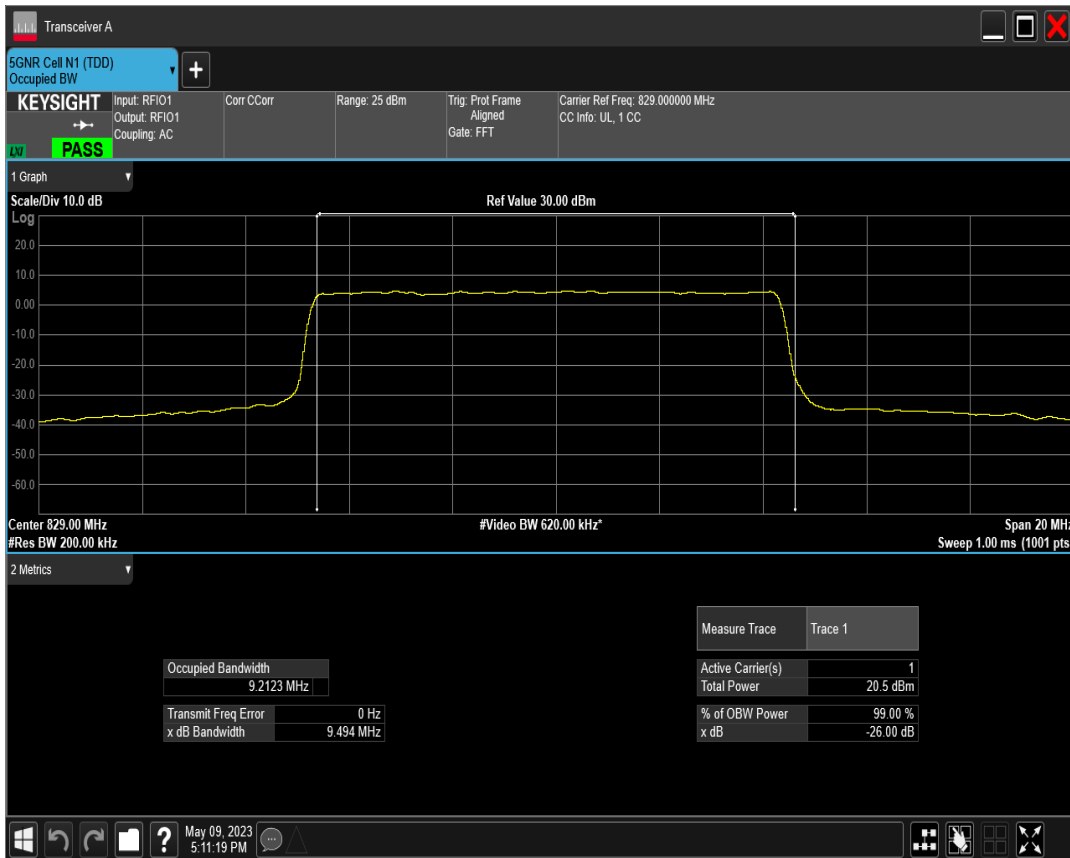 Transceiver A
5GNR Cell N1 (TDD)
Occupied BW
+
KEYSIGHT
LXI
PASS
Input: RFIO1
Output: RFIO1
Coupling: AC
Corr CCorr
Range: 25 dBm
Trig: Prot Frame
Aligned
Gate: FFT
Carrier Ref Freq: 829.000000 MHz
CC Info: UL, 1 CC
1 Graph
Scale/Div 10.0 dB
Ref Value 30.00 dBm
Log
20.0
10.0
0.00
-10.0
-20.0
-30.0
-40.0
-50.0
-60.0
Center 829.00 MHz
#Video BW 620.00 kHz*
Span 20 MHz
#Res BW 200.00 kHz
Sweep 1.00 ms (1001 pts
2 Metrics
Measure Trace Trace 1
Occupied Bandwidth
9.2123 MHz
Active Carrier(s) 1
Total Power 20.5 dBm
Transmit Freq Error 0 Hz
x dB Bandwidth 9.494 MHz
% of OBW Power 99.00 %
x dB -26.00 dB
?
May 09, 2023
5:11:19 PM